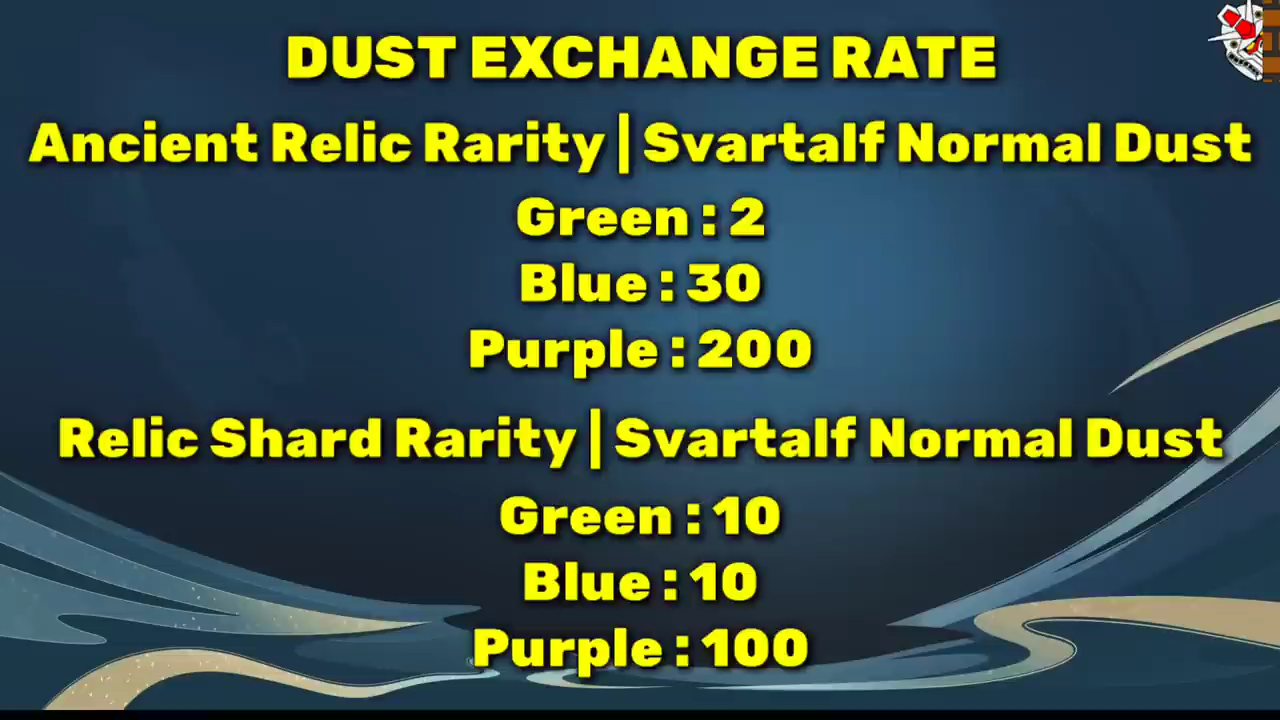 DUST EXCHANGE RATE
Ancient Relic Rarity | Svartalf Normal Dust
Green : 2
Blue : 30
Purple : 200
Relic Shard Rarity | Svartalf Normal Dust
Green : 10
Blue : 10
Purple : 100